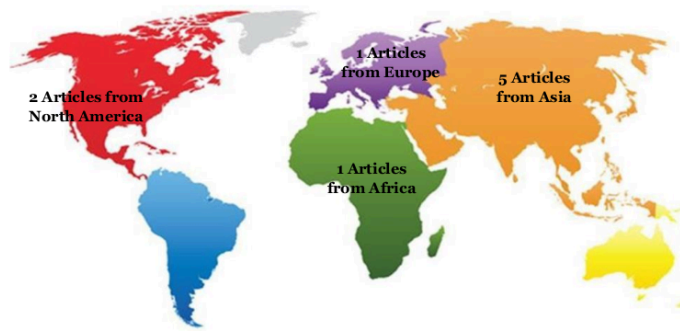 1 Articles
from Europe
5 Articles
from Asia
2 Articles from
North America
1 Articles
from Africa